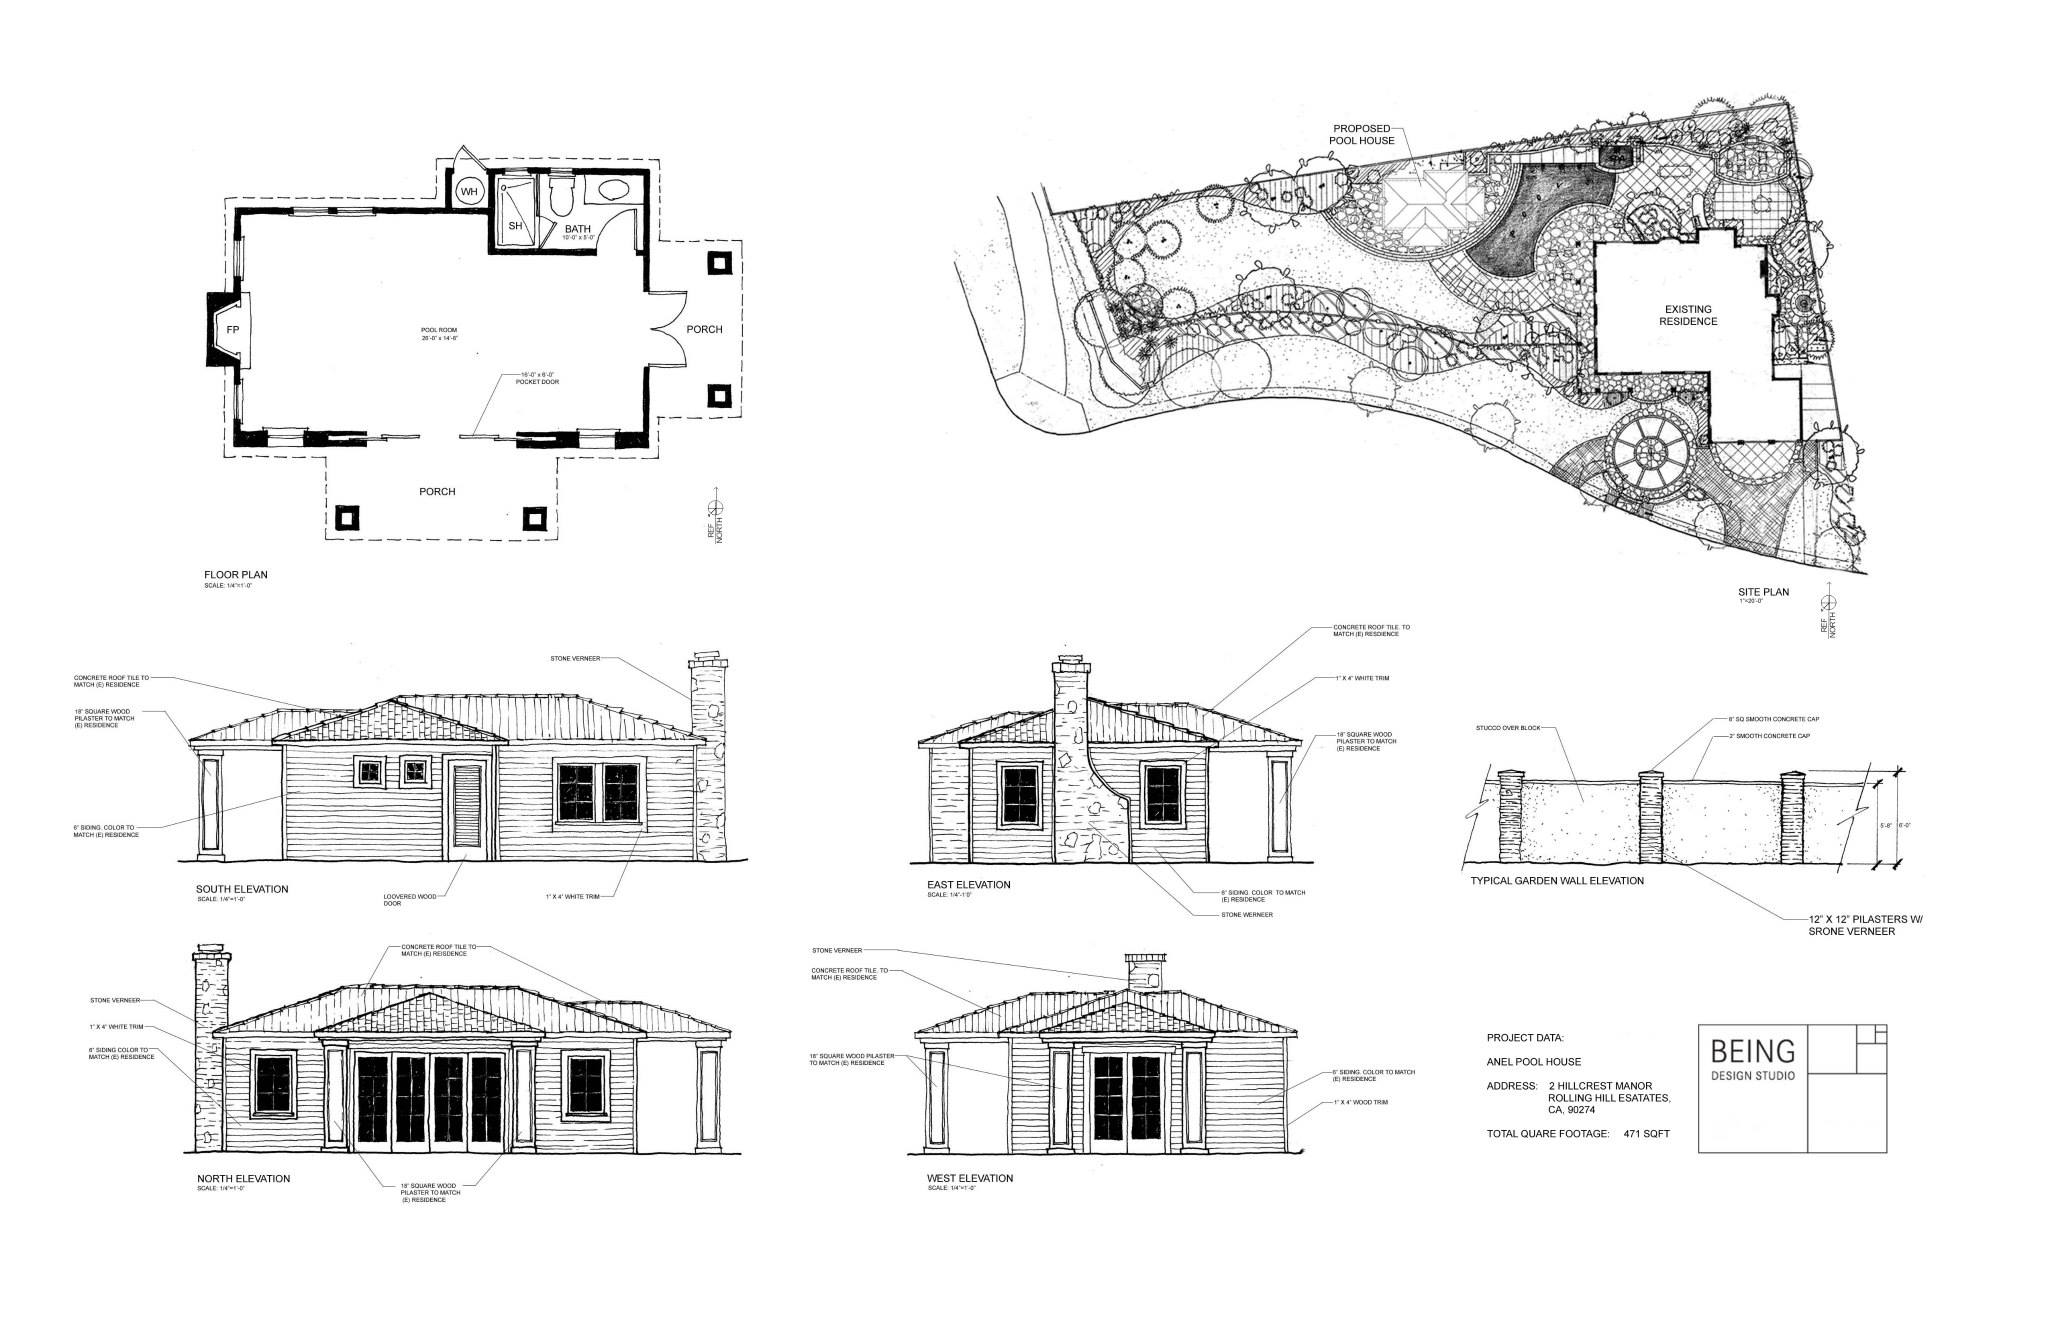 WH
SH
BATH
10'-0" x 5'-0"
FP
POOL ROOM
26'-0" x 14'-6"
PORCH
16'-0" x 6'-0"
POCKET DOOR
PORCH
REF
NORTH
FLOOR PLAN
SCALE: 1/4"=1'-0"
PROPOSED
POOL HOUSE
EXISTING
RESIDENCE
SITE PLAN
1"=20'-0"
REF
NORTH
STONE VERNEER
CONCRETE ROOF TILE TO
MATCH (E) RESIDENCE
18" SQUARE WOOD
PILASTER TO MATCH
(E) RESIDENCE
6" SIDING. COLOR TO
MATCH (E) RESIDENCE
SOUTH ELEVATION
SCALE: 1/4"=1'-0"
LOOVERED WOOD
DOOR
1" X 4" WHITE TRIM
CONCRETE ROOF TILE. TO
MATCH (E) RESDIENCE
1" X 4" WHITE TRIM
18" SQUARE WOOD
PILASTER TO MATCH
(E) RESIDENCE
EAST ELEVATION
SCALE: 1/4"-1'0"
6" SIDING. COLOR TO MATCH
(E) RESIDENCE
STONE WERNEER
STUCCO OVER BLOCK
8" SQ SMOOTH CONCRETE CAP
2" SMOOTH CONCRETE CAP
5'-8"
6'-0"
TYPICAL GARDEN WALL ELEVATION
12" X 12" PILASTERS W/
SRONE VERNEER
CONCRETE ROOF TILE TO
MATCH (E) REISDENCE
STONE VERNEER
1" X 4" WHITE TRIM
6" SIDING COLOR TO
MATCH (E) RESIDENCE
NORTH ELEVATION
SCALE: 1/4"=1'-0"
18" SQUARE WOOD
PILASTER TO MATCH
(E) RESIDENCE
STONE VERNEER
CONCRETE ROOF TILE. TO
MATCH (E) RESIDENCE
18" SQUARE WOOD PILASTER
TO MATCH (E) RESIDENCE
6" SIDING. COLOR TO MATCH
(E) RESIDENCE
1" X 4" WOOD TRIM
WEST ELEVATION
SCALE: 1/4"=1'-0"
PROJECT DATA:
ANEL POOL HOUSE
ADDRESS: 2 HILLCREST MANOR
ROLLING HILL ESATATES,
CA, 90274
TOTAL QUARE FOOTAGE: 471 SQFT
BEING
DESIGN STUDIO